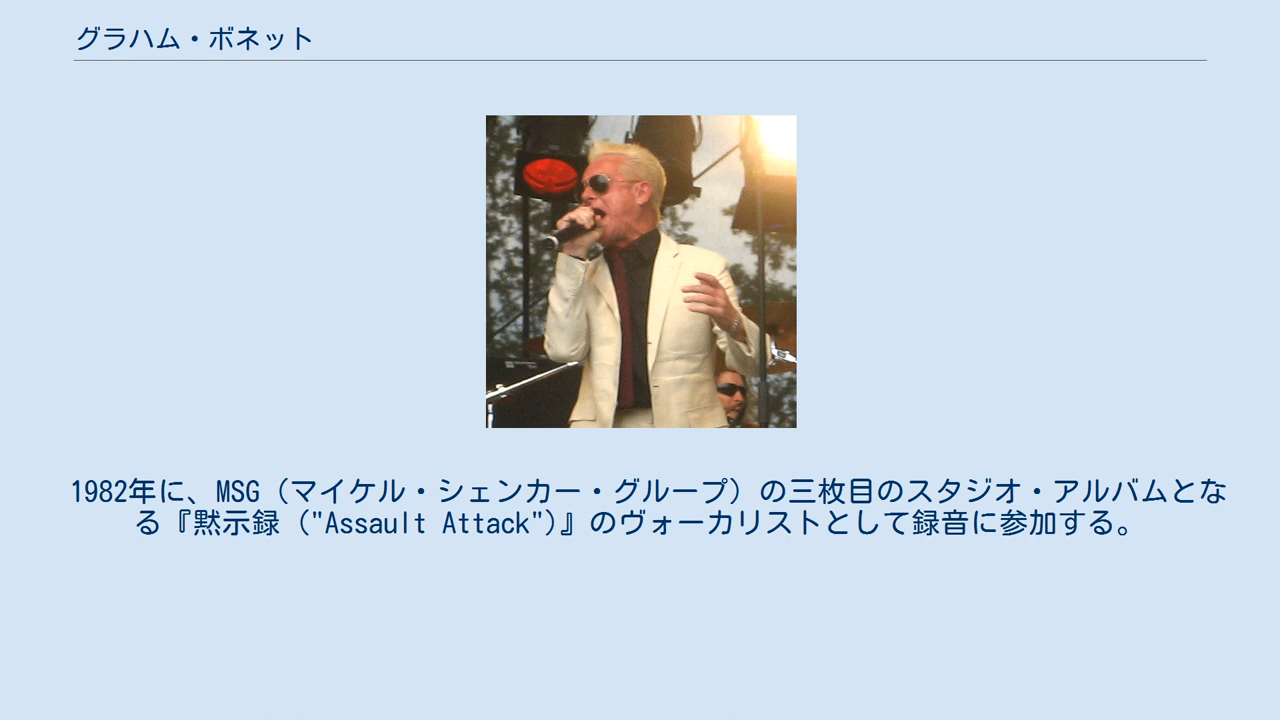 グラハム・ボネット
1982年に、MSG（マイケル・シェンカー・グループ）の三枚目のスタジオ・アルバムとな
る『黙示録（"Assault Attack")』のヴォーカリストとして録音に参加する。